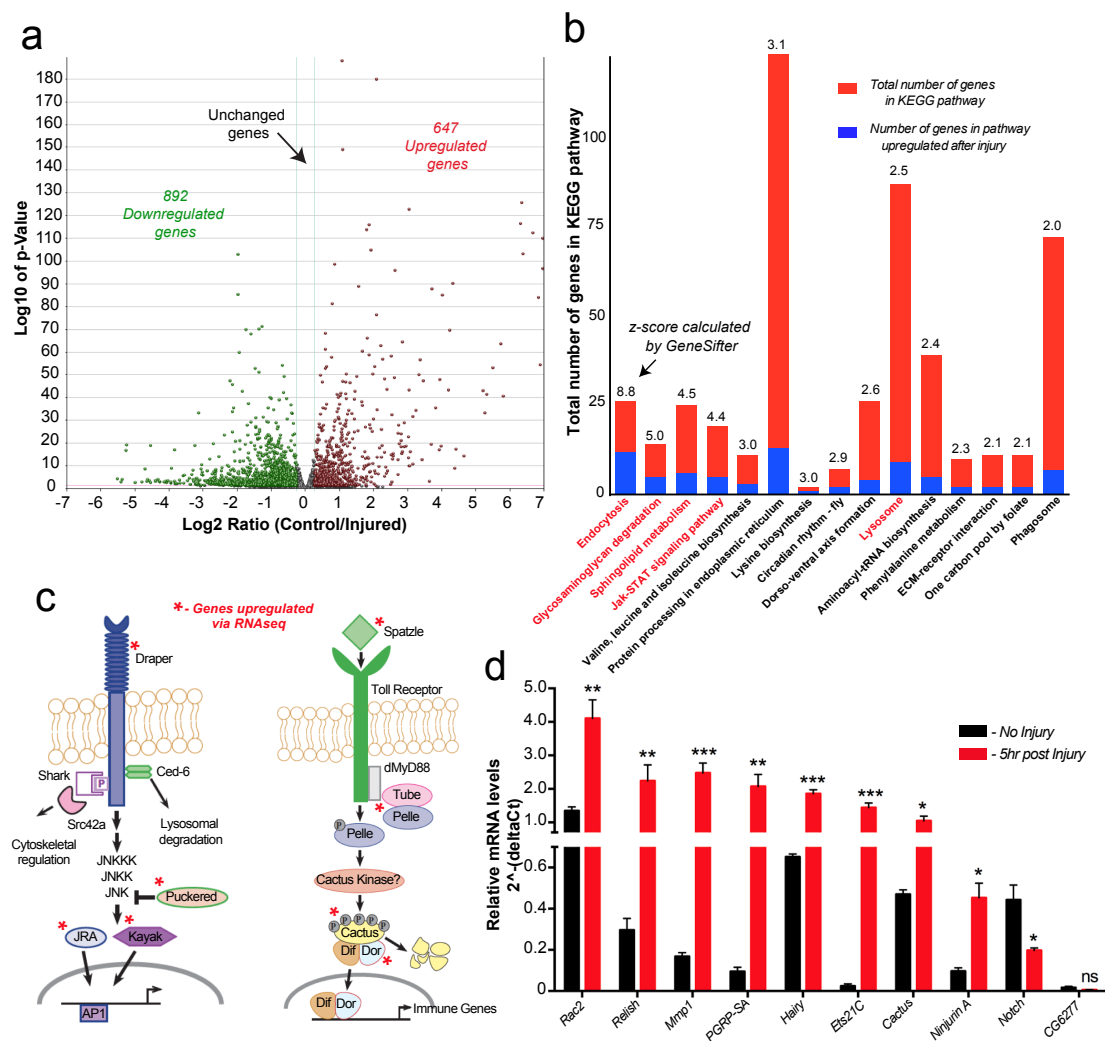 a
Log10 of p-Value
180
170
160
150
140
130
120
110
100
90
80
70
60
50
40
30
20
10
0
Unchanged
genes
647
Upregulated
genes
892
Downregulated
genes
-7 -6 -5 -4 -3 -2 -1 0 1 2 3 4 5 6 7
Log2 Ratio (Control/Injured)
b
Total number of genes in KEGG pathway
100
75
50
25
0
Total number of genes
in KEGG pathway
Number of genes in pathway
upregulated after injury
z-score calculated
by GeneSifter
8.8
5.0
4.5
4.4
3.0
3.1
3.0
2.9
2.6
2.5
2.4
2.3
2.1
2.1
2.0
Endocytosis
Glycosaminoglycan degradation
Sphingolipid metabolism
Jak-STAT signaling pathway
Valine, leucine and isoleucine biosynthesis
Protein processing in endoplasmic reticulum
Lysine biosynthesis
Circadian rhythm - fly
Dorso-ventral axis formation
Lysosome
Aminoacyl-tRNA biosynthesis
Phenylalanine metabolism
ECM-receptor interaction
One carbon pool by folate
Phagosome
c
*- Genes upregulated
via RNAseq
*
Draper
Shark
P
Ced-6
Src42a
Cytoskeletal
regulation
Lysosomal
degradation
JNKKK
JNKK
JNK
*
Puckered
*
JRA
*
Kayak
AP1
*
Spatzle
Toll Receptor
dMyD88
Tube
*
Pelle
P
Pelle
Cactus Kinase?
*
P P P P P
Cactus
Dif Dor
*
Dif Dor
Immune Genes
d
Relative mRNA levels
2^-(deltaCt)
5.0
4.0
3.0
2.0
1.0
0.6
0.4
0.2
0
- No Injury
- 5hr post Injury
**
**
***
**
***
***
*
*
*
ns
Rac2
Relish
Mmp1
PGRP-SA
Hairy
Ets21C
Cactus
Ninjurin A
Notch
CG6277